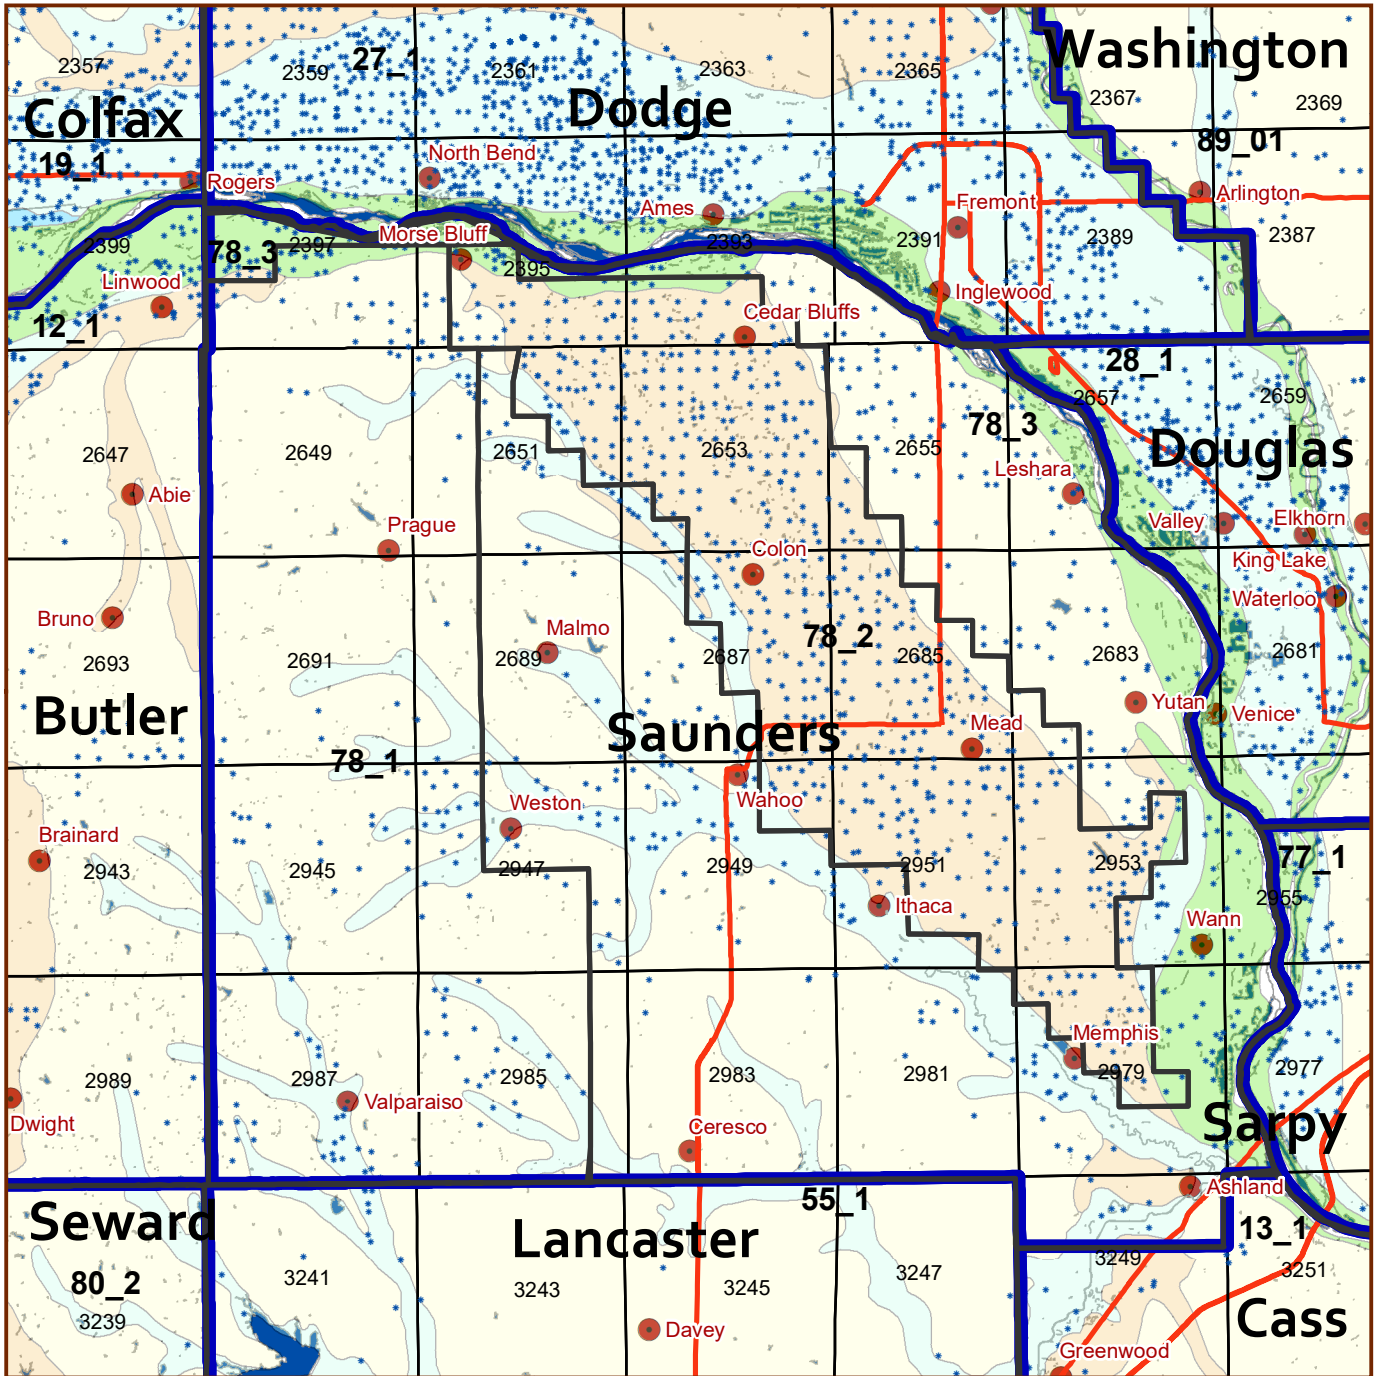 Washington
2357
2359
27_1
2361
2363
2365
2367
2369
Colfax
Dodge
19_1
89_01
North Bend
Rogers
Arlington
Ames
Fremont
2399
78_3
2397
Morse Bluff
2395
2393
2391
2389
2387
Linwood
Inglewood
12_1
Cedar Bluffs
28_1
2657
2659
78_3
2647
2649
2651
2653
2655
Douglas
Leshara
Abie
Prague
Valley
Elkhorn
Colon
King Lake
Waterloo
Bruno
Malmo
78_2
2693
2691
2689
2687
2685
2683
2681
Butler
Saunders
Yutan
Venice
Mead
78_1
Weston
Wahoo
Brainard
2943
2945
2947
2949
2951
2953
77_1
2955
Ithaca
Wann
Memphis
2989
2987
2985
2983
2981
2979
2977
Dwight
Valparaiso
Ceresco
Sarpy
Ashland
55_1
Seward
Lancaster
13_1
80_2
3241
3243
3245
3247
3249
3251
3239
Cass
Davey
Greenwood